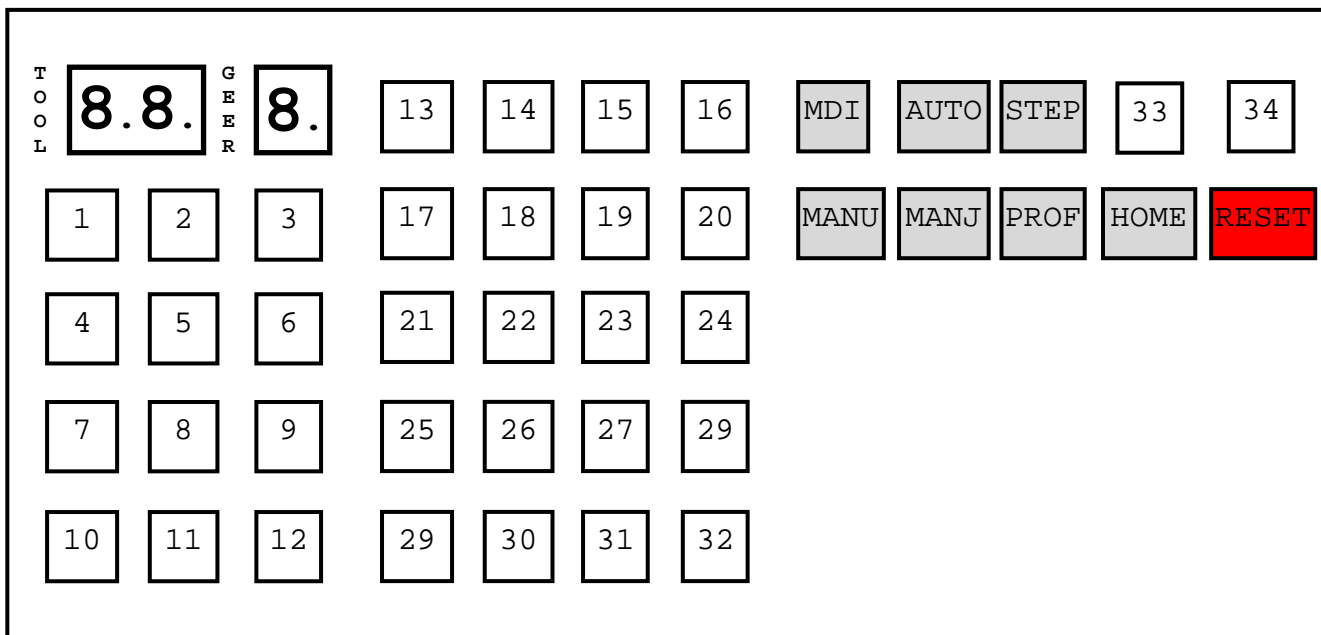 TOOL 8.8. GEER 8. 13 14 15 16 MDI AUTO STEP 33 34
1 2 3 17 18 19 20 MANU MANJ PROF HOME RESET
4 5 6 21 22 23 24
7 8 9 25 26 27 29
10 11 12 29 30 31 32